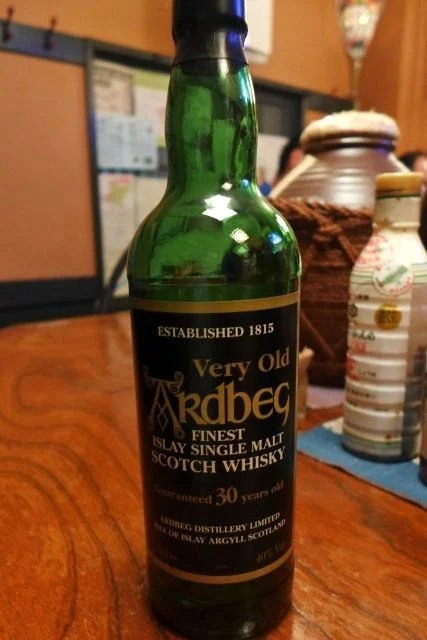 ESTABLISHED 1815
Very Old
Ardbeg
FINEST
ISLAY SINGLE MALT
SCOTCH WHISKY
Guaranteed 30 years old
ARDBEG DISTILLERY LIMITED
ISLE OF ISLAY ARGYLL SCOTLAND
40% Vol